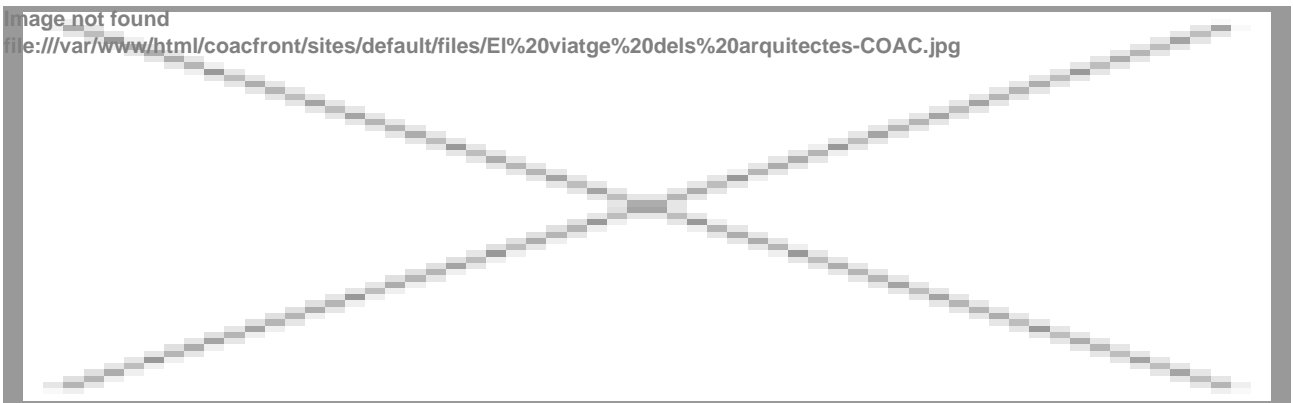 Image not found
file:///var/www/html/coacfront/sites/default/files/El%20viatge%20dels%20arquitectes-COAC.jpg